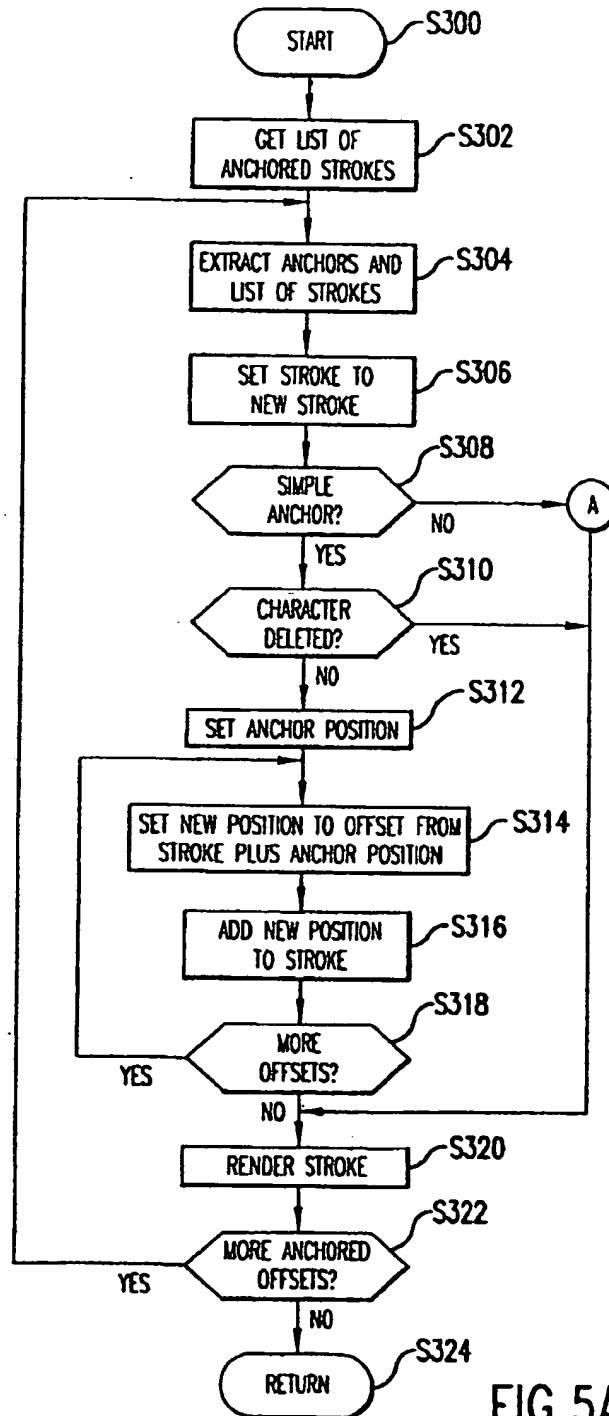 START
S300
GET LIST OF
ANCHORED STROKES
S302
EXTRACT ANCHORS AND
LIST OF STROKES
S304
SET STROKE TO
NEW STROKE
S306
SIMPLE
ANCHOR?
S308
NO
A
YES
CHARACTER
DELETED?
S310
YES
NO
SET ANCHOR POSITION
S312
SET NEW POSITION TO OFFSET FROM
STROKE PLUS ANCHOR POSITION
S314
ADD NEW POSITION
TO STROKE
S316
MORE
OFFSETS?
S318
YES
NO
RENDER STROKE
S320
MORE ANCHORED
OFFSETS?
S322
YES
NO
RETURN
S324
FIG.5A